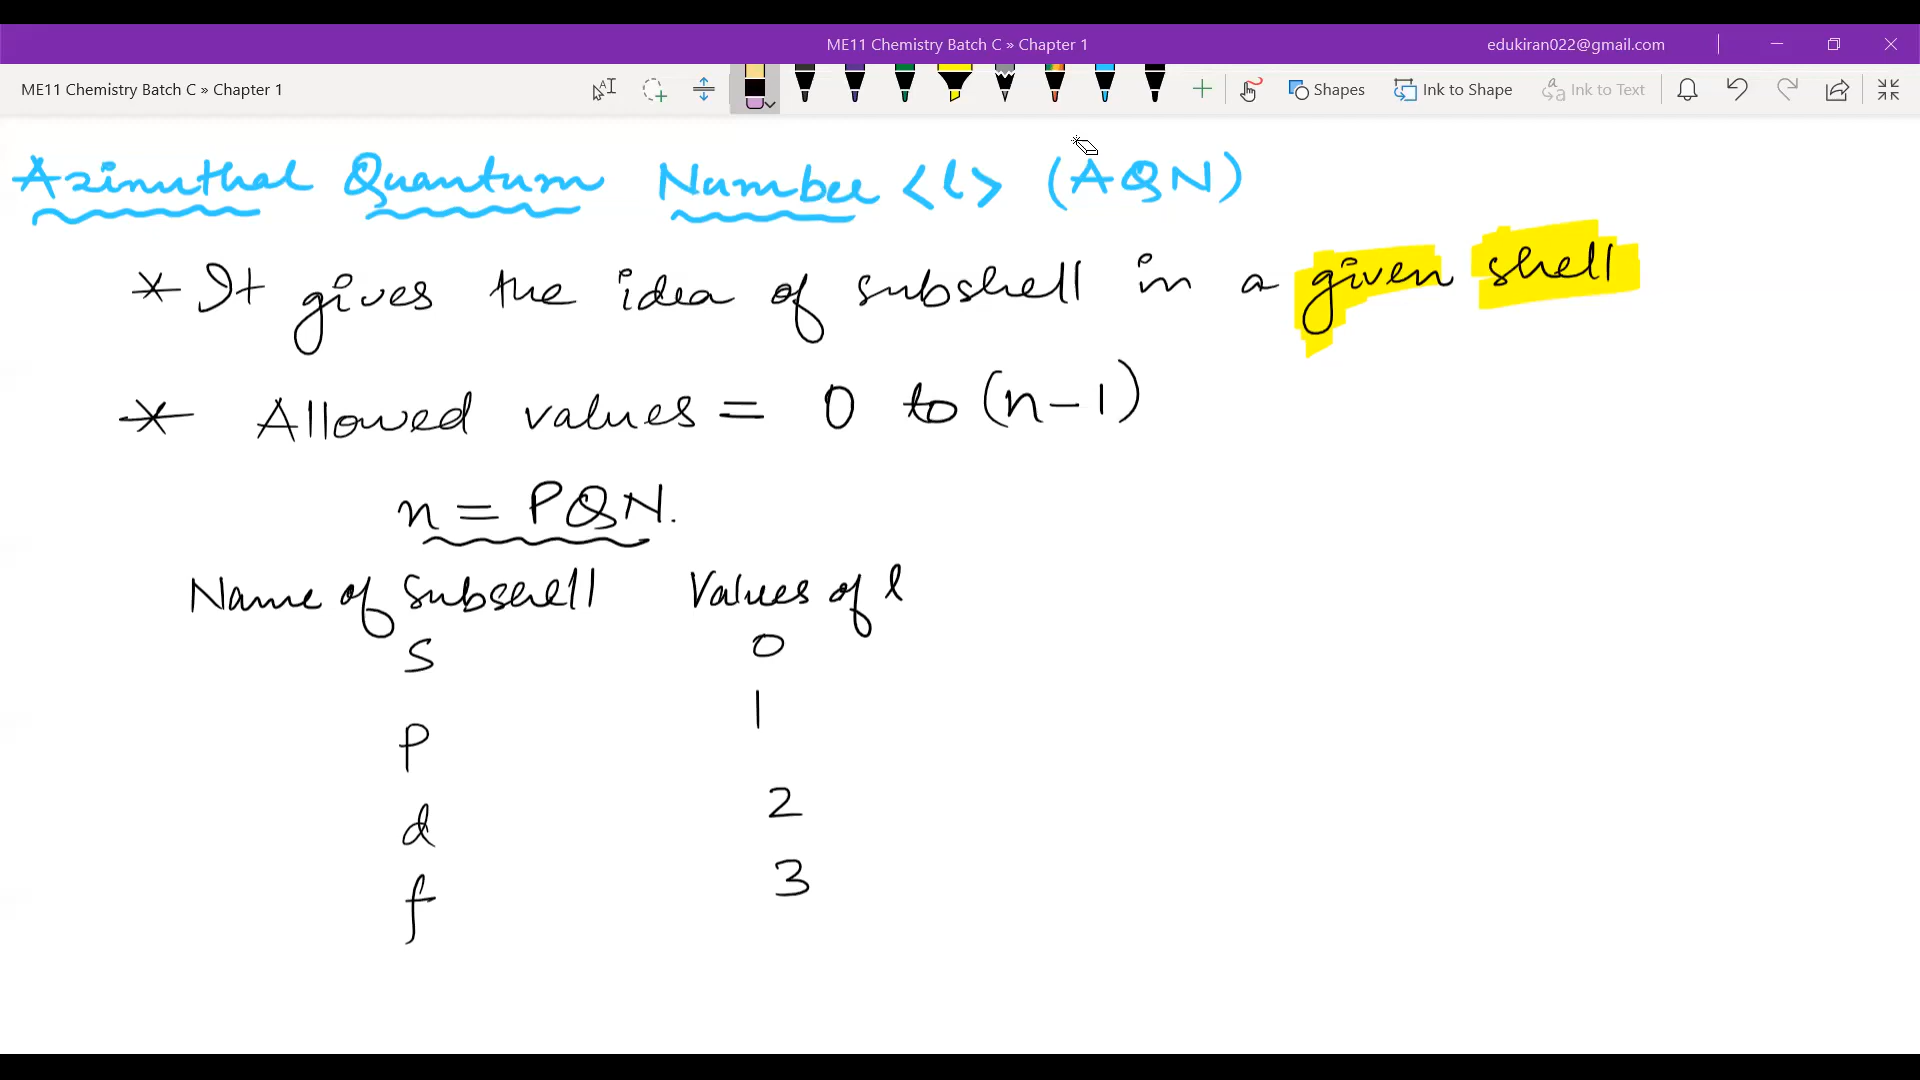 ME11 Chemistry Batch C » Chapter 1
edukiran022@gmail.com
ME11 Chemistry Batch C » Chapter 1
Shapes
Ink to Shape
Ink to Text
Azimuthal Quantum Number <l> (AQN)
* It gives the idea of subshell in a given shell
* Allowed values = 0 to (n-1)
n = PQN.
Name of Subshell Values of l
s 0
p 1
d 2
f 3